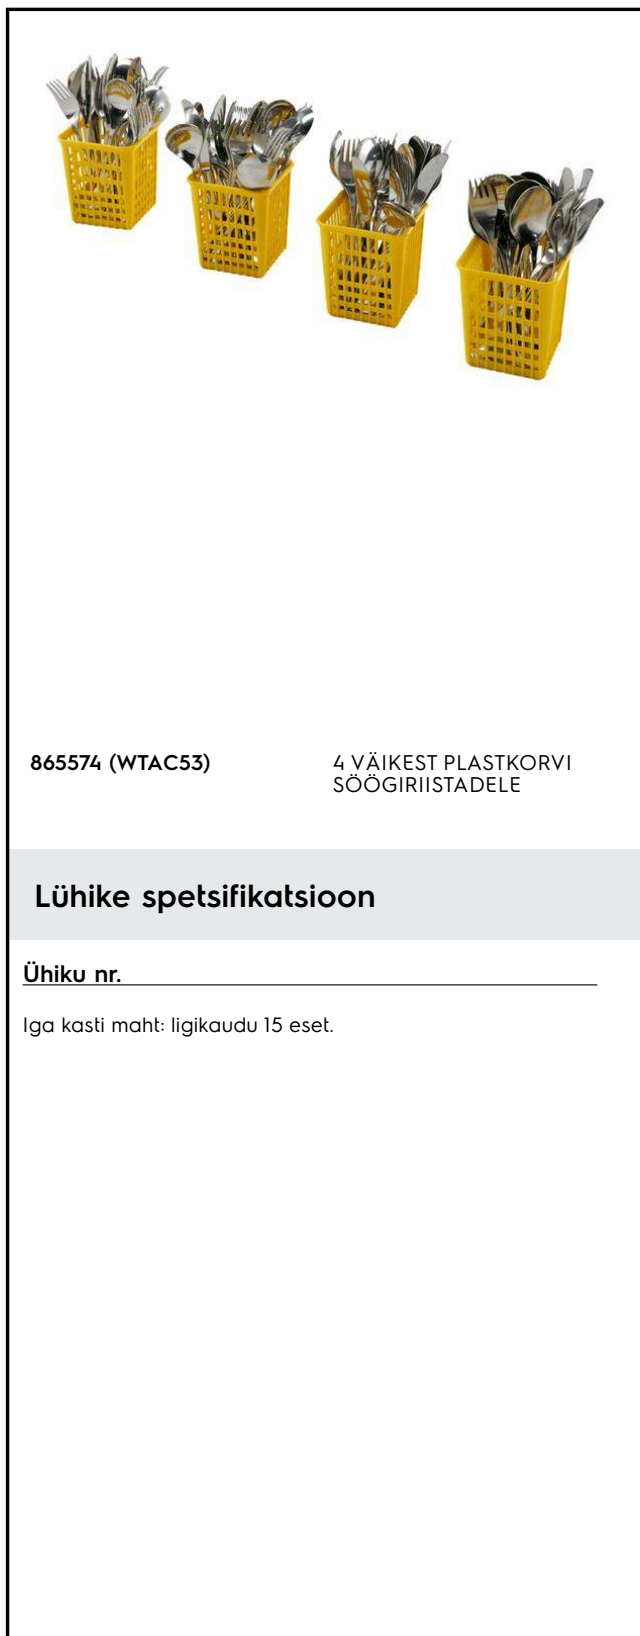 865574 (WTAC53)
4 VÄIKEST PLASTKORVI
SÖÖGIRIISTADELE
Lühike spetsifikatsioon
Ühiku nr.
Iga kasti maht: ligikaudu 15 eset.